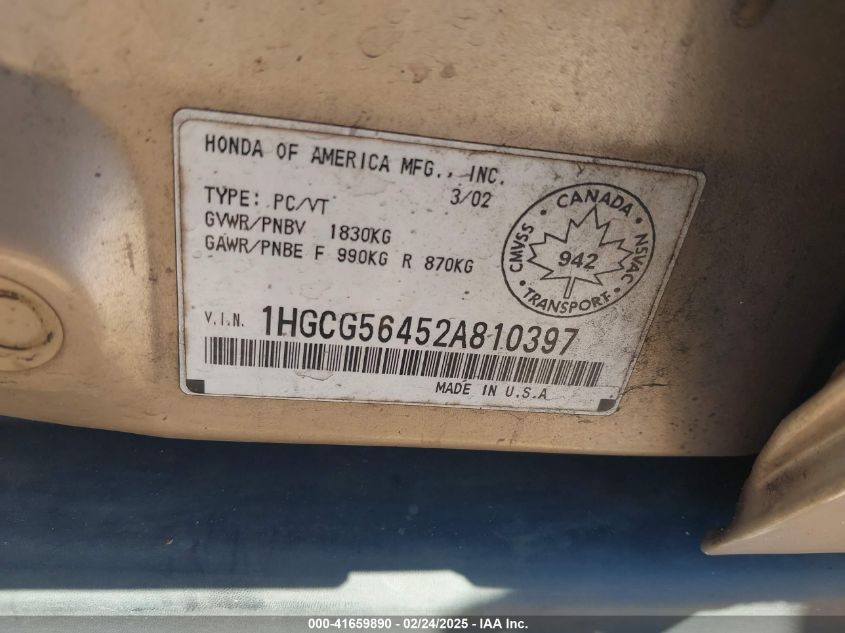 HONDA OF AMERICA MFG., INC.
3/02
TYPE: PC/VT
GVWR/PNBV 1830KG
GAWR/PNBE F 990KG R 870KG
CANADA
CMVSS
NSVAC
942
TRANSPORT
V.I.N. 1HGCG56452A810397
MADE IN U.S.A
000-41659890 - 02/24/2025 - IAA Inc.